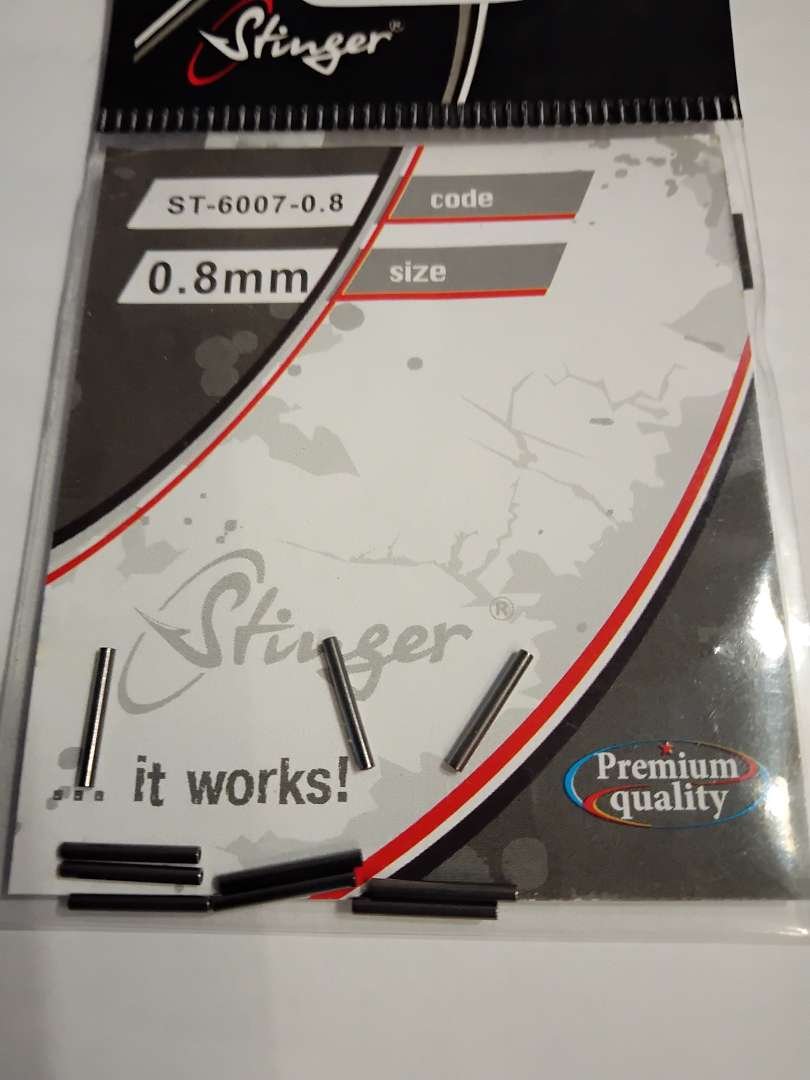 Stinger®
ST-6007-0.8 code
0.8mm size
Stinger®
... it works!
Premium
quality